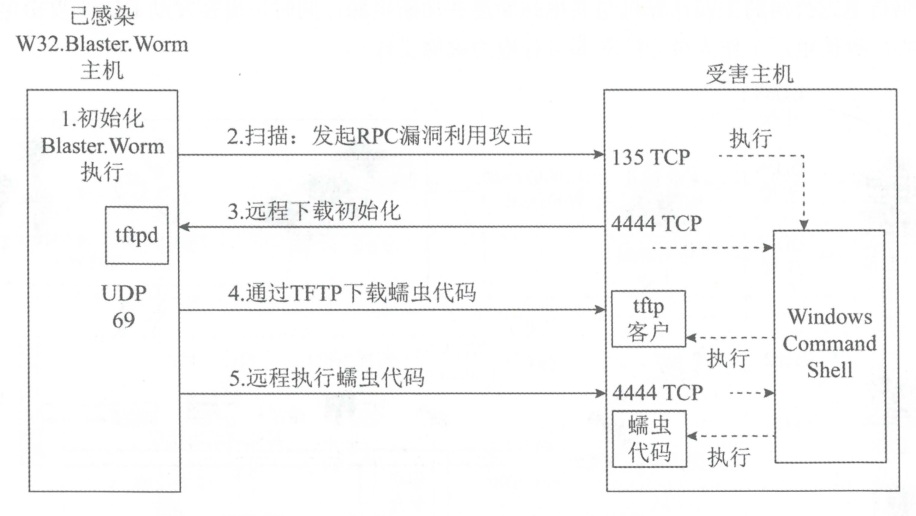 已感染
W32.Blaster.Worm
主机
受害主机
1.初始化
Blaster.Worm
执行
2.扫描：发起RPC漏洞利用攻击
135 TCP
执行
3.远程下载初始化
4444 TCP
tftpd
UDP
69
4.通过TFTP下载蠕虫代码
tftp
客户
执行
Windows
Command
Shell
5.远程执行蠕虫代码
4444 TCP
蠕虫
代码
执行